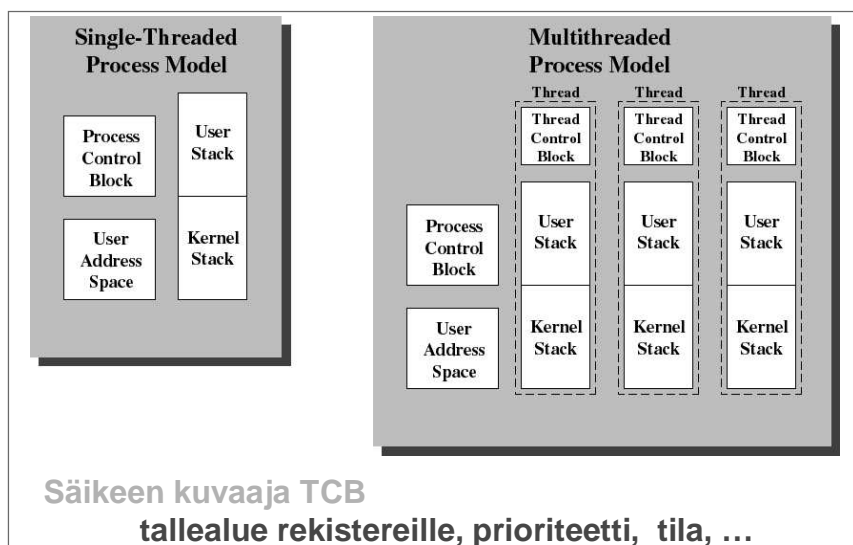 Single-Threaded
Process Model
Process
Control
Block
User
Address
Space
User
Stack
Kernel
Stack
Multithreaded
Process Model
Process
Control
Block
User
Address
Space
Thread
Thread
Control
Block
User
Stack
Kernel
Stack
Thread
Thread
Control
Block
User
Stack
Kernel
Stack
Thread
Thread
Control
Block
User
Stack
Kernel
Stack
Säikeen kuvaaja TCB
tallealue rekistereille, prioriteetti, tila, …